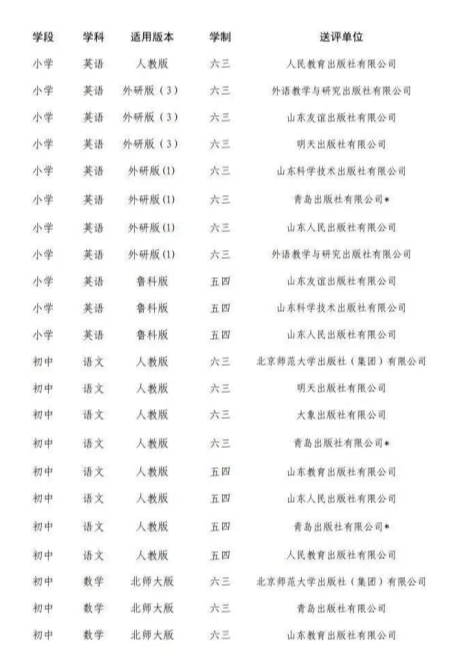 学段 学科 适用版本 学制 送评单位
小学 英语 人教版 六三 人民教育出版社有限公司
小学 英语 外研版（3） 六三 外语教学与研究出版社有限公司
小学 英语 外研版（3） 六三 山东友谊出版社有限公司
小学 英语 外研版（3） 六三 明天出版社有限公司
小学 英语 外研版(1) 六三 山东科学技术出版社有限公司
小学 英语 外研版(1) 六三 青岛出版社有限公司*
小学 英语 外研版(1) 六三 山东人民出版社有限公司
小学 英语 外研版(1) 六三 外语教学与研究出版社有限公司
小学 英语 鲁科版 五四 山东友谊出版社有限公司
小学 英语 鲁科版 五四 山东科学技术出版社有限公司
小学 英语 鲁科版 五四 山东人民出版社有限公司
初中 语文 人教版 六三 北京师范大学出版社（集团）有限公司
初中 语文 人教版 六三 明天出版社有限公司
初中 语文 人教版 六三 大象出版社有限公司
初中 语文 人教版 六三 青岛出版社有限公司*
初中 语文 人教版 五四 山东教育出版社有限公司
初中 语文 人教版 五四 山东人民出版社有限公司
初中 语文 人教版 五四 青岛出版社有限公司*
初中 语文 人教版 五四 人民教育出版社有限公司
初中 数学 北师大版 六三 北京师范大学出版社（集团）有限公司
初中 数学 北师大版 六三 青岛出版社有限公司
初中 数学 北师大版 六三 山东教育出版社有限公司